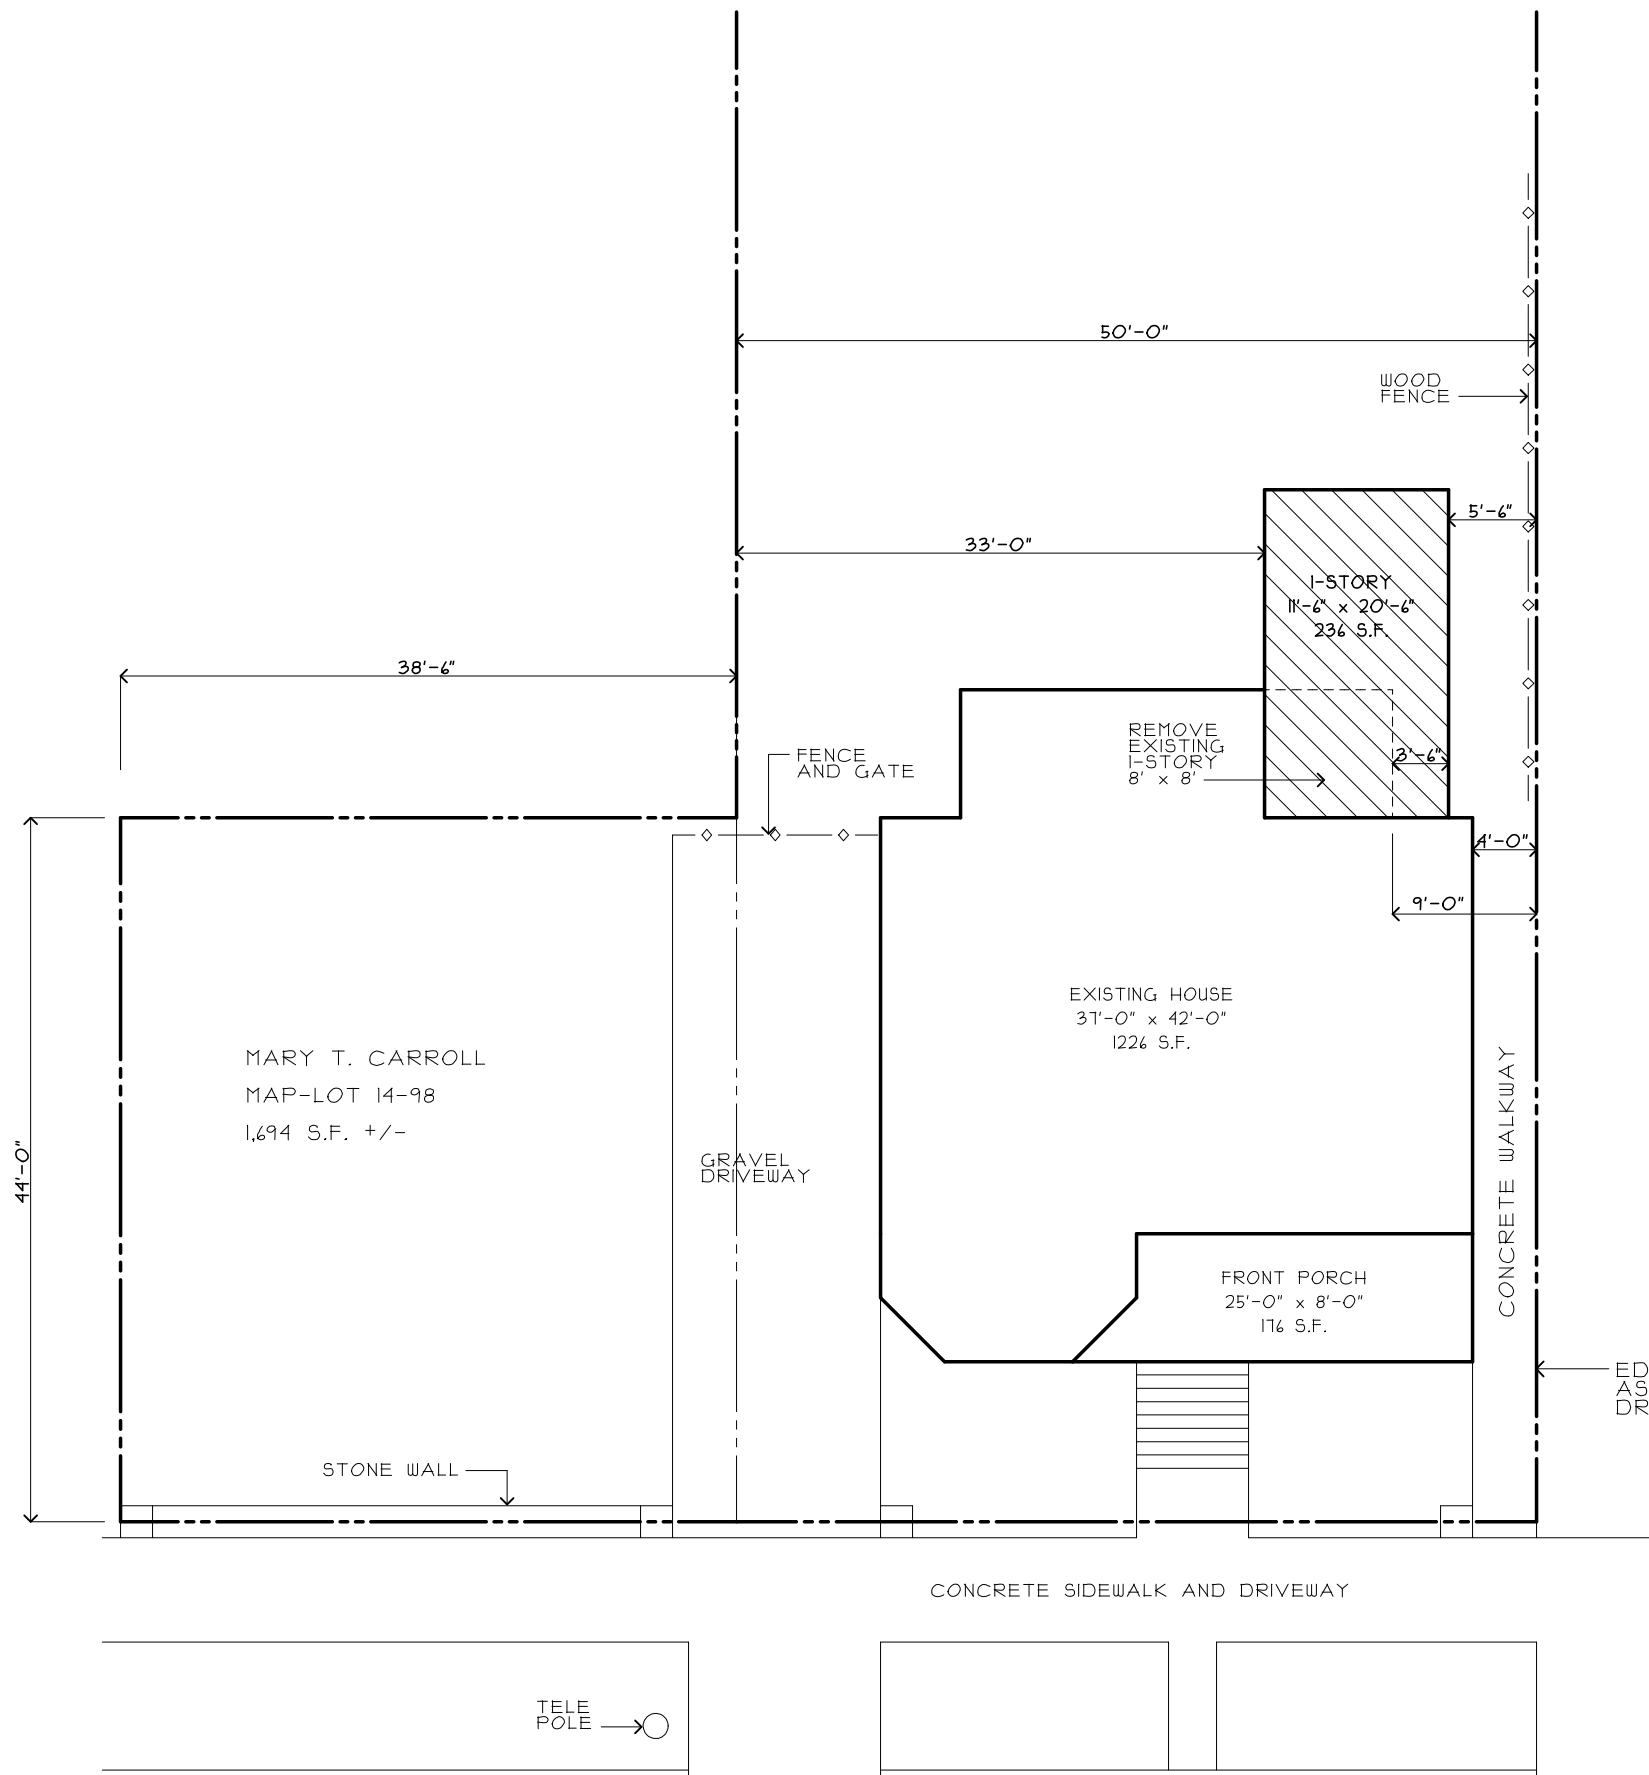 50'-0"
WOOD
FENCE
5'-6"
33'-0"
1-STORY
11'-6" x 20'-6"
236 S.F.
38'-6"
REMOVE
EXISTING
1-STORY
8' x 8'
3'-6"
FENCE
AND GATE
4'-0"
9'-0"
EXISTING HOUSE
37'-0" x 42'-0"
1226 S.F.
MARY T. CARROLL
MAP-LOT 14-98
1,694 S.F. +/-
44'-0"
GRAVEL
DRIVEWAY
CONCRETE WALKWAY
FRONT PORCH
25'-0" x 8'-0"
176 S.F.
ED
AS
DR
STONE WALL
CONCRETE SIDEWALK AND DRIVEWAY
TELE
POLE